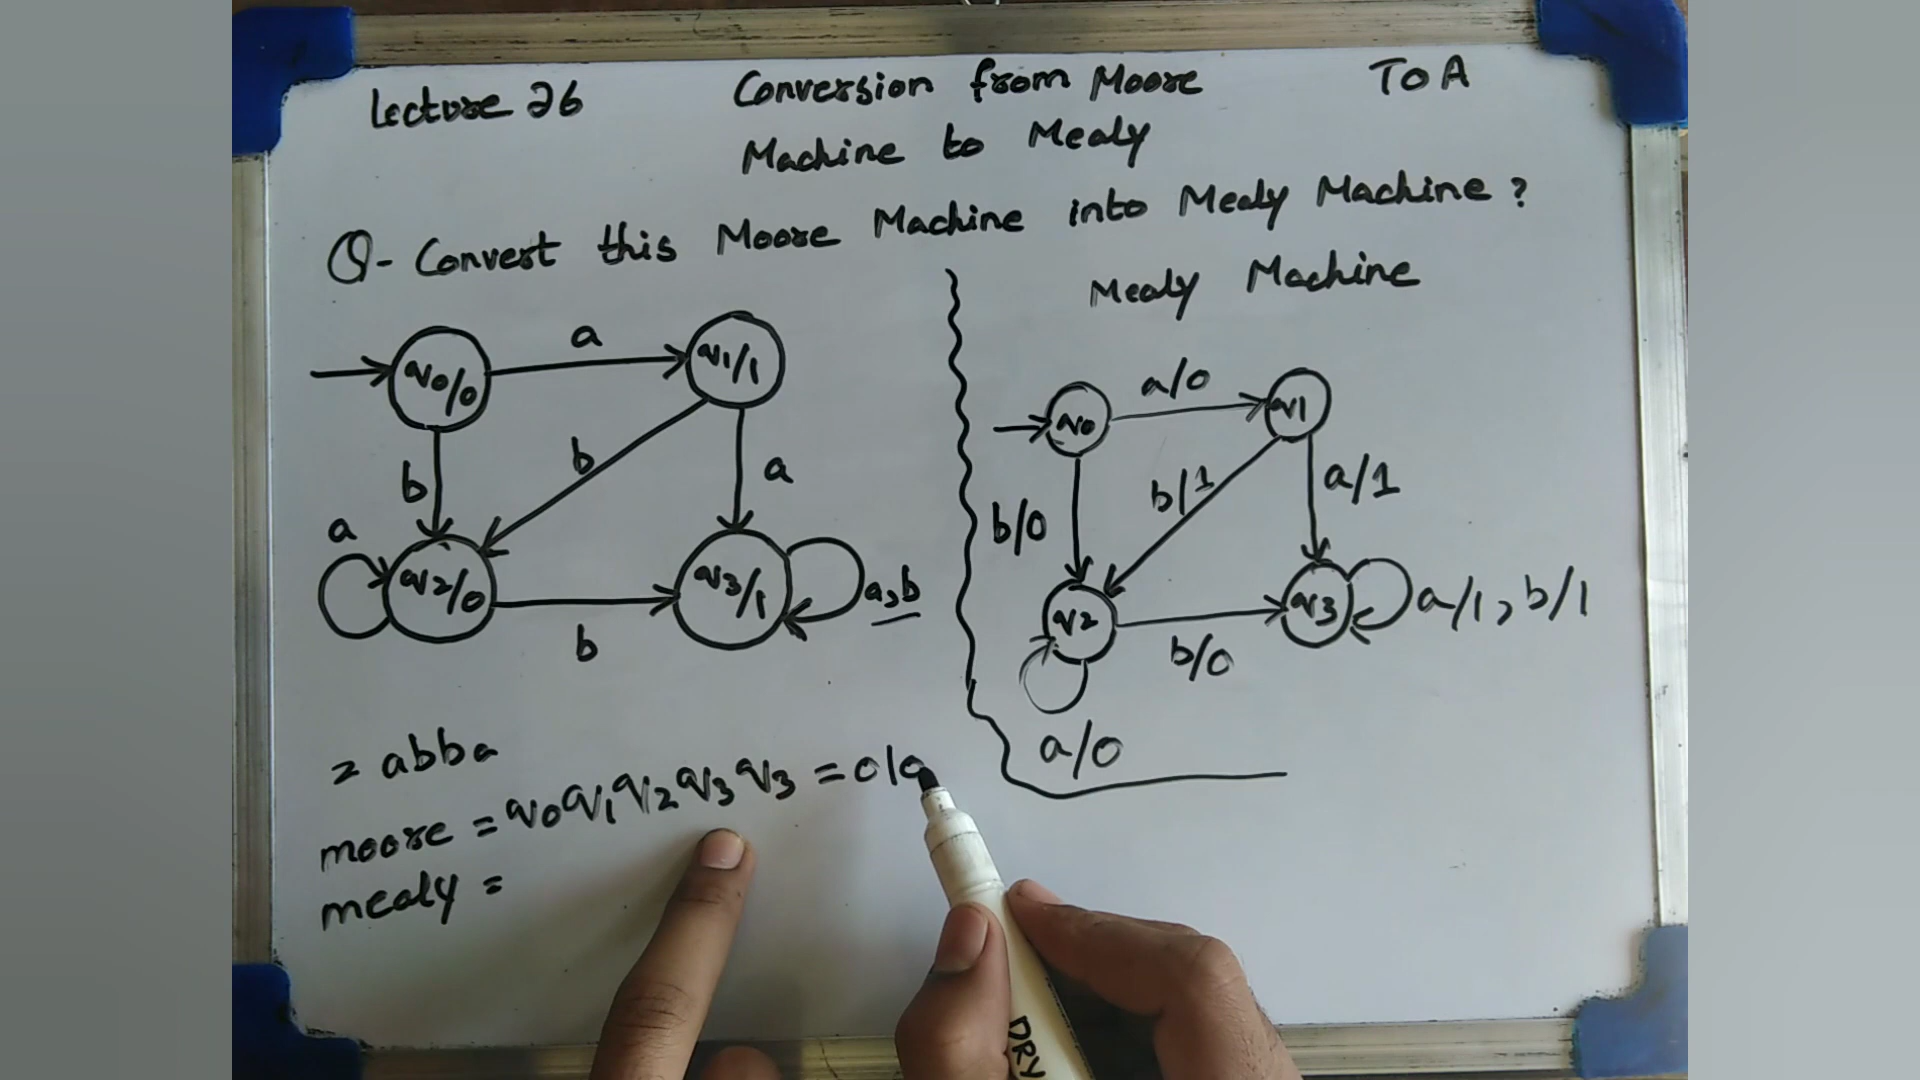 Lecture 26
Conversion from Moore
Machine to Mealy
TOA
Q- Convert this Moore Machine into Mealy Machine ?
q0/0
a
q1/1
b
b
a
a
q2/0
b
q3/1
a,b
Mealy Machine
q0
a/0
q1
b/0
b/1
a/1
q2
b/0
q3
a/1, b/1
a/0
= abba
moore = q0q1q2q3q3 = 010
mealy =
DRY